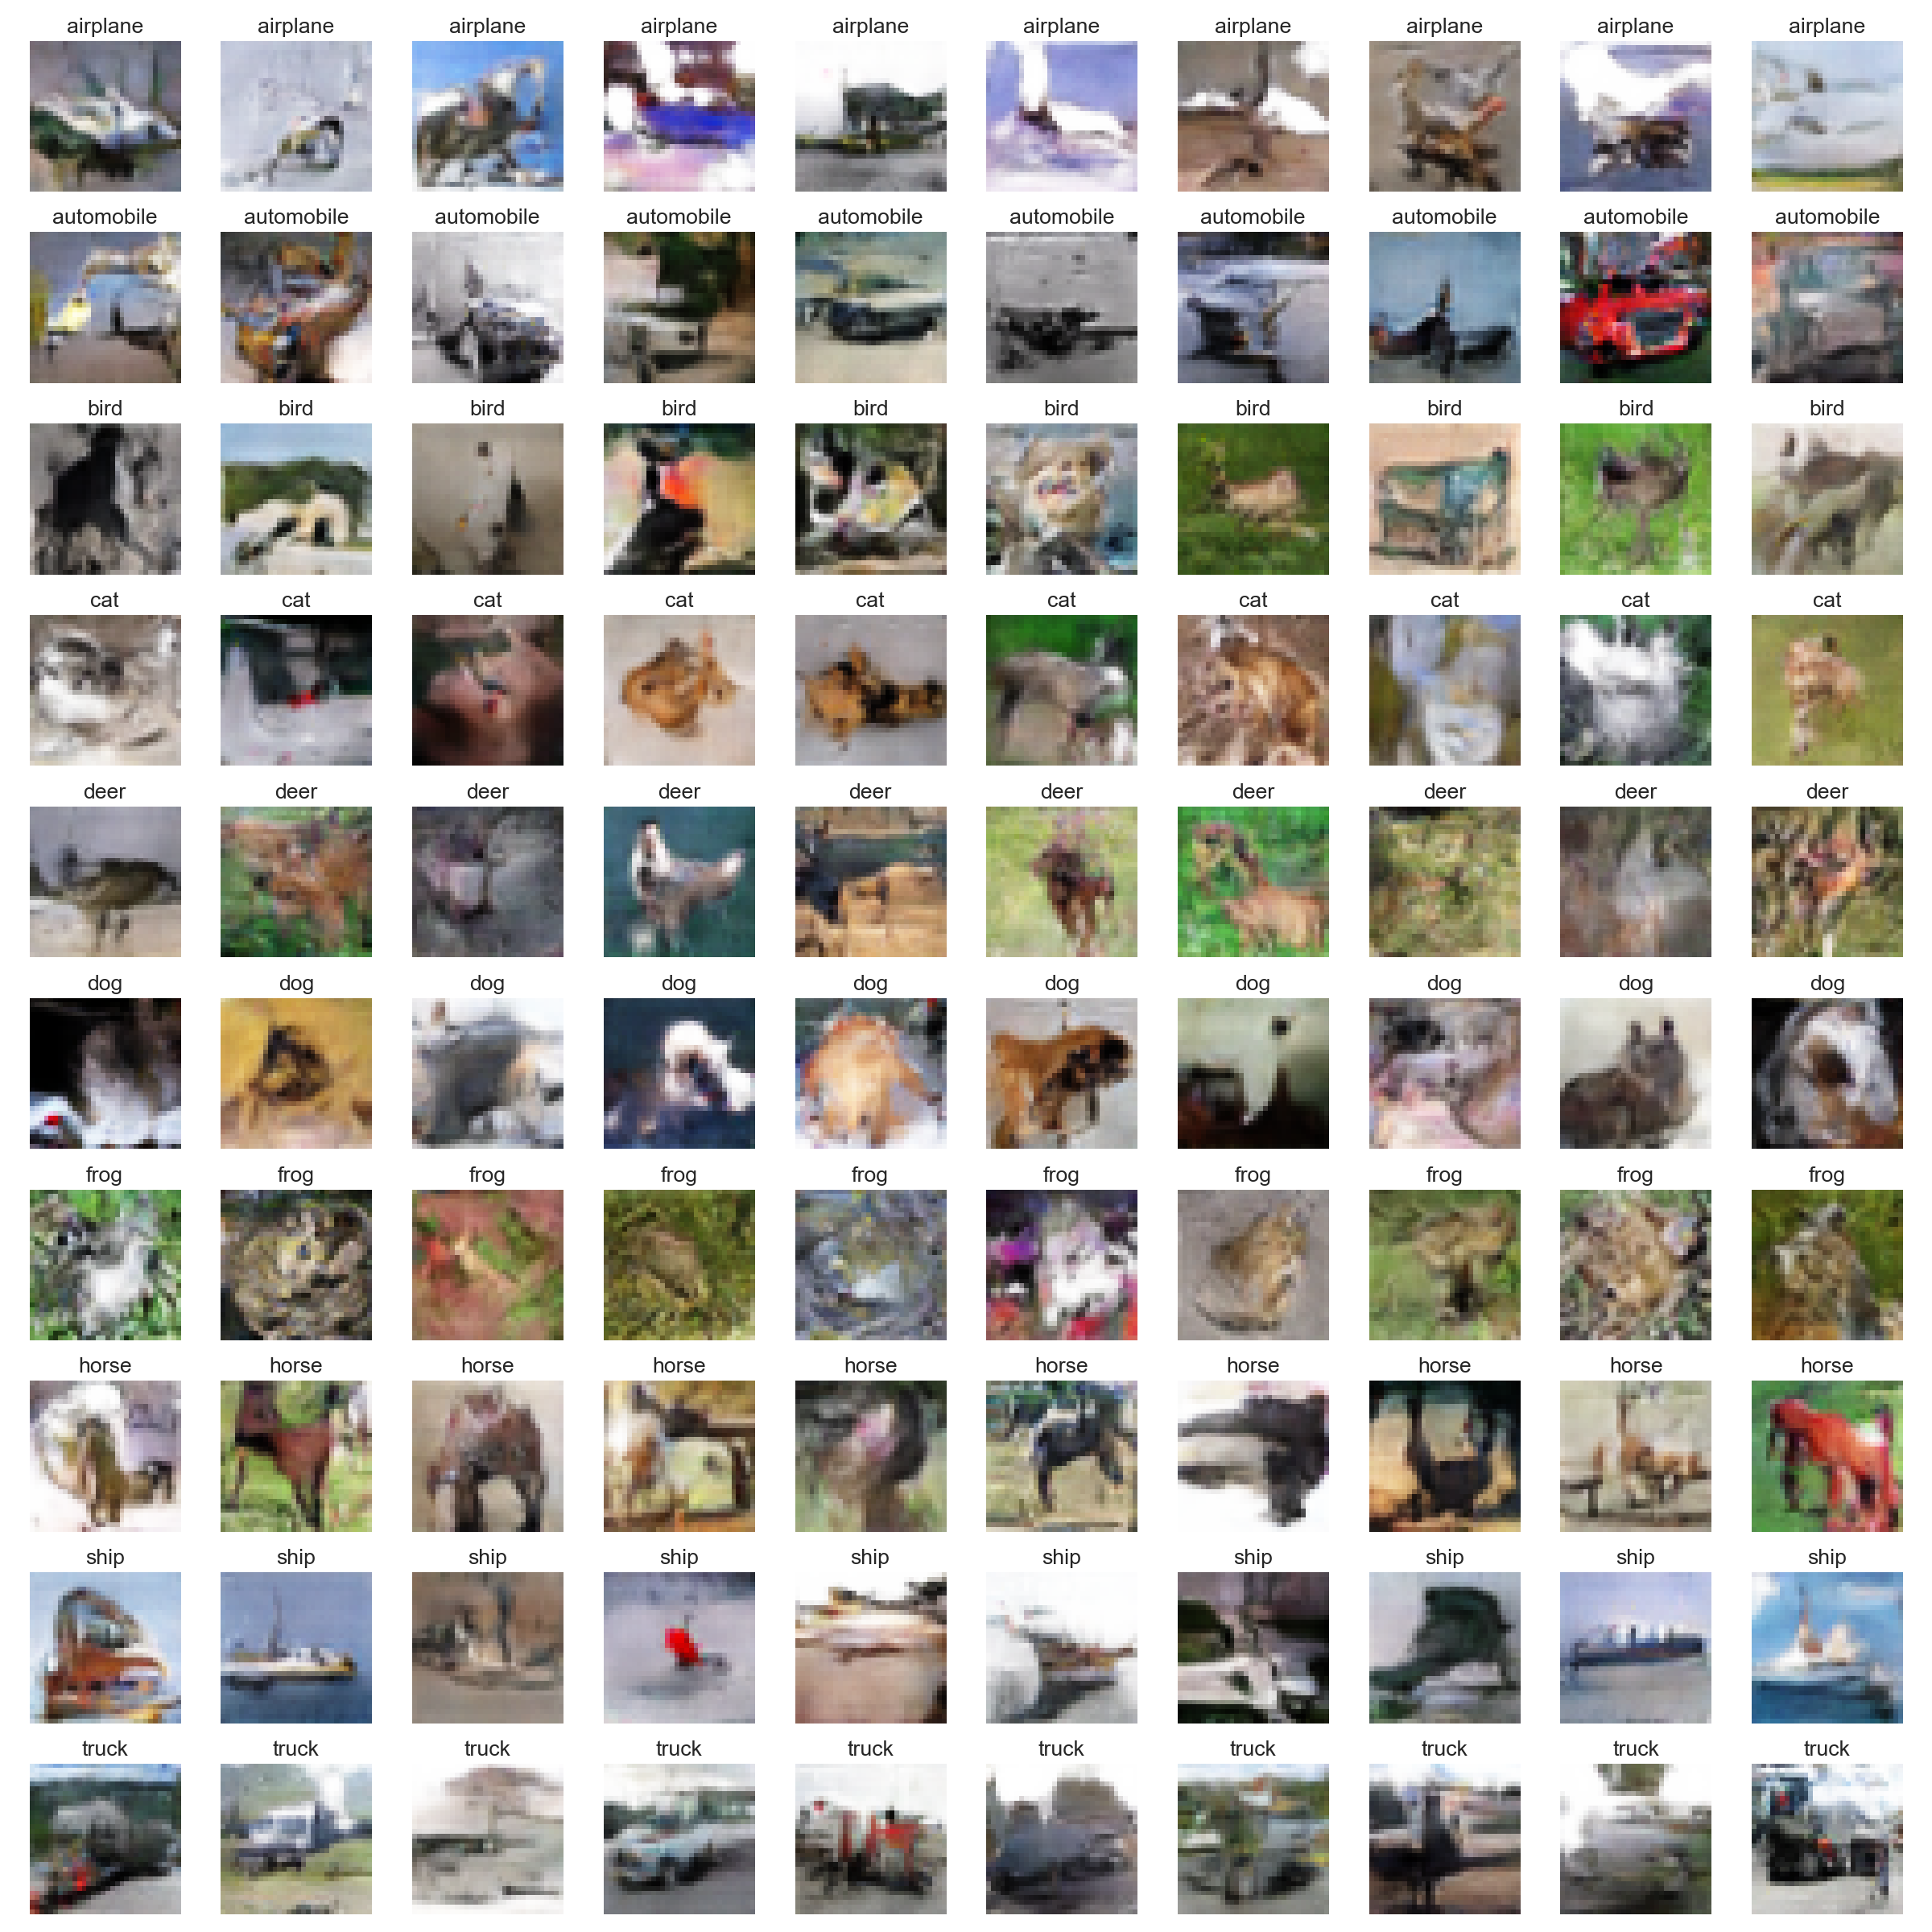 airplane airplane airplane airplane airplane airplane airplane airplane airplane airplane
automobile automobile automobile automobile automobile automobile automobile automobile automobile automobile
bird bird bird bird bird bird bird bird bird bird
cat cat cat cat cat cat cat cat cat cat
deer deer deer deer deer deer deer deer deer deer
dog dog dog dog dog dog dog dog dog dog
frog frog frog frog frog frog frog frog frog frog
horse horse horse horse horse horse horse horse horse horse
ship ship ship ship ship ship ship ship ship ship
truck truck truck truck truck truck truck truck truck truck